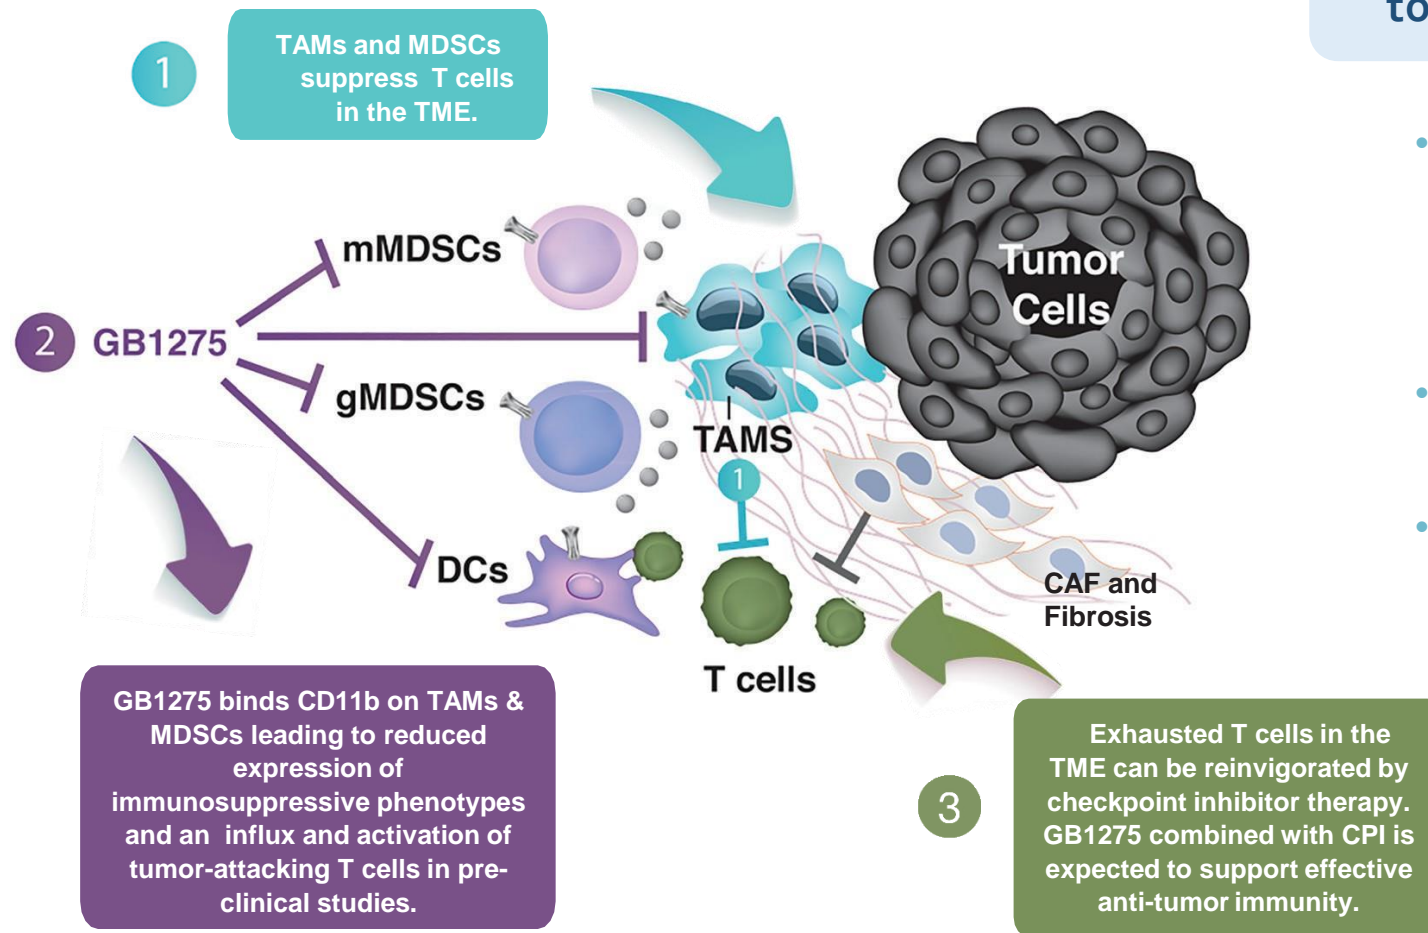 to
1
TAMs and MDSCs
suppress T cells
in the TME.
mMDSCs
Tumor
Cells
2
GB1275
gMDSCs
TAMS
1
DCs
CAF and
Fibrosis
T cells
GB1275 binds CD11b on TAMs &
MDSCs leading to reduced
expression of
immunosuppressive phenotypes
and an influx and activation of
tumor-attacking T cells in pre-
clinical studies.
3
Exhausted T cells in the
TME can be reinvigorated by
checkpoint inhibitor therapy.
GB1275 combined with CPI is
expected to support effective
anti-tumor immunity.